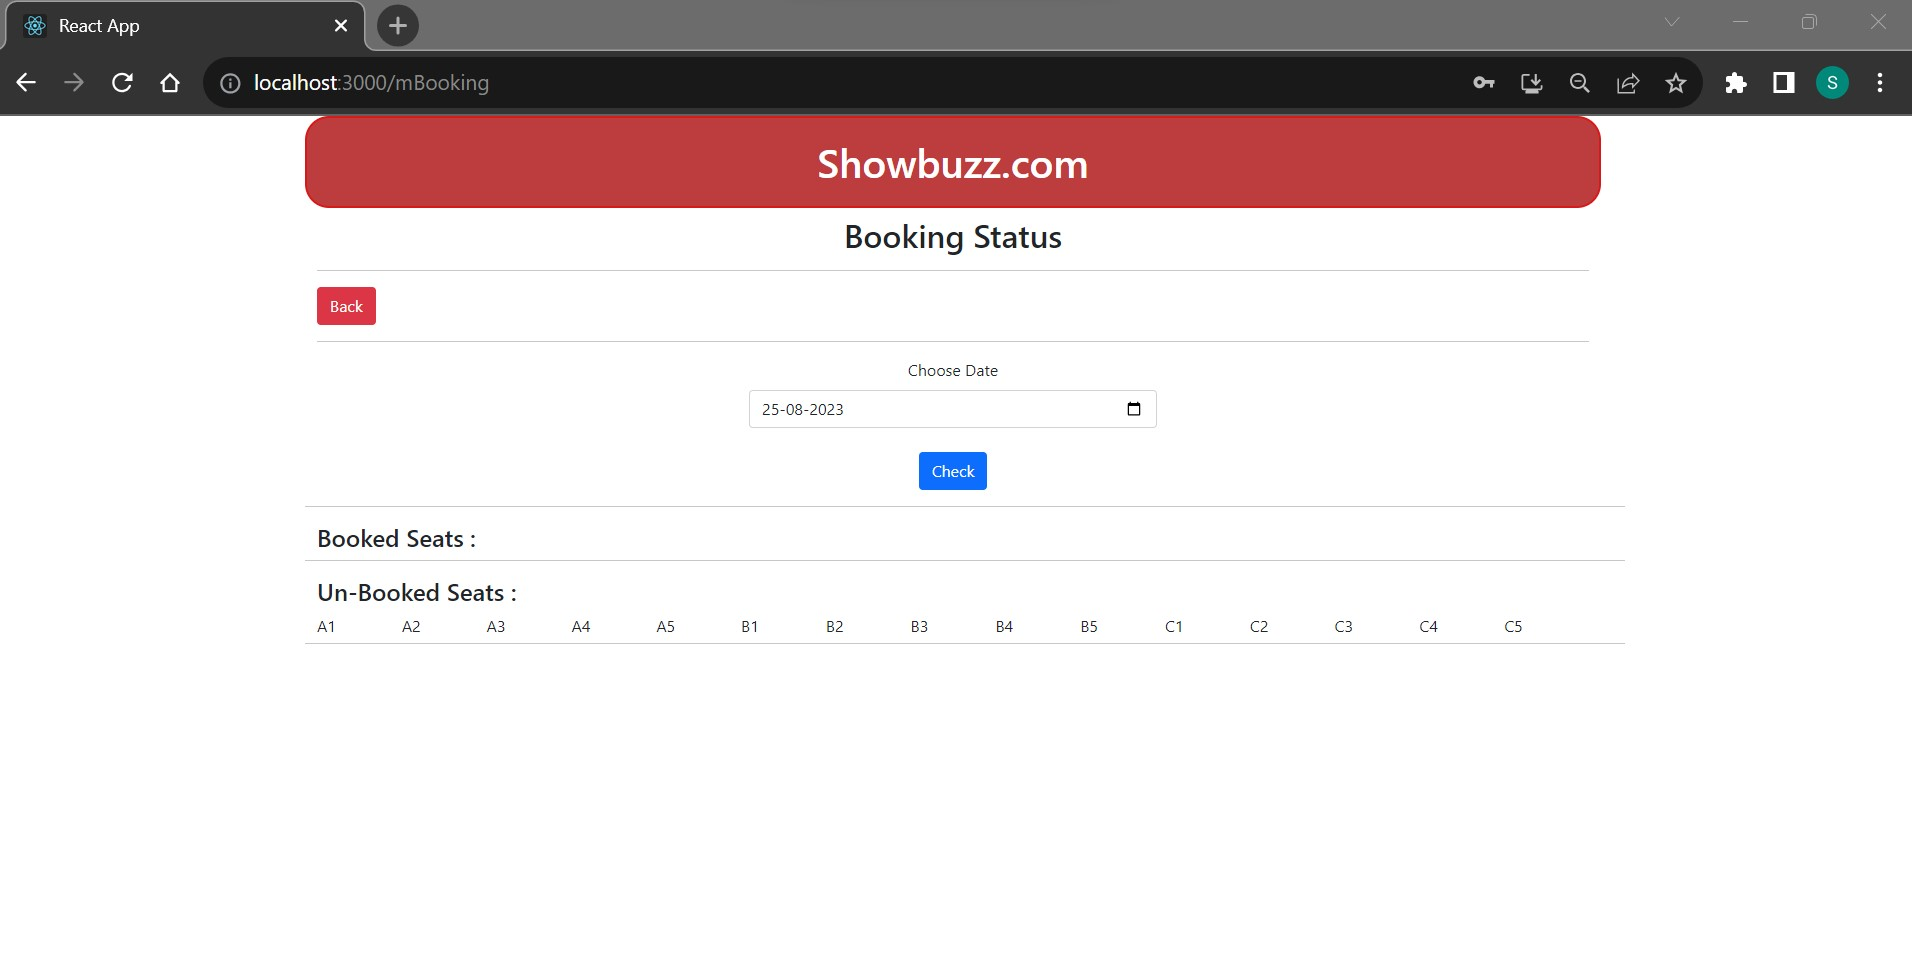 React App
localhost:3000/mBooking
S
Showbuzz.com
Booking Status
Back
Choose Date
25-08-2023
Check
Booked Seats :
Un-Booked Seats :
A1 A2 A3 A4 A5 B1 B2 B3 B4 B5 C1 C2 C3 C4 C5